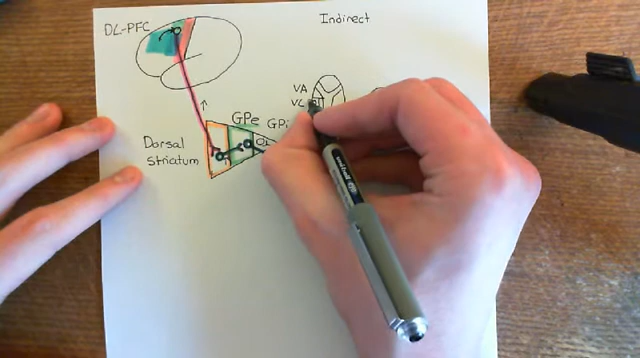 DL-PFC
Indirect
VA
VL
GPe
GPi
Dorsal
Striatum